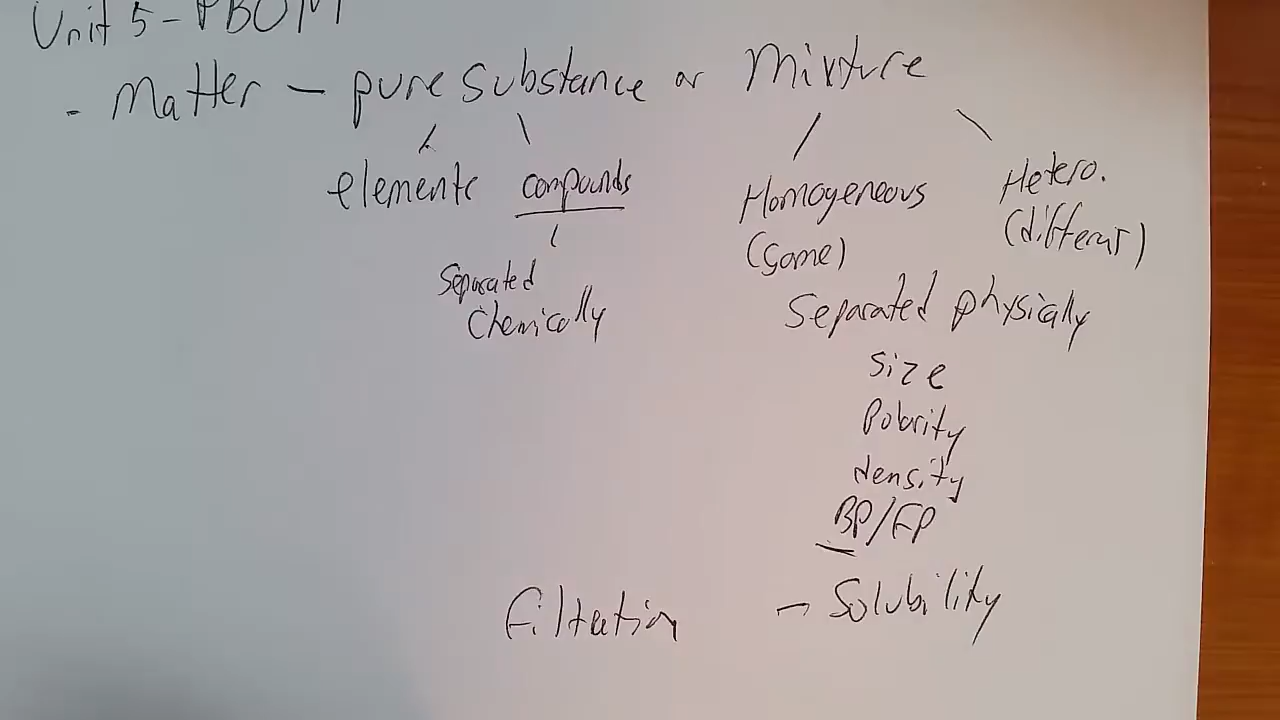 Unit 5 - PBOM
- Matter — pure substance or Mixture
elements compounds
Homogeneous
(same)
Hetero.
(different)
Separated
Chemically
Separated physically
Size
Polarity
density
BP/FP
Filtration - Solubility